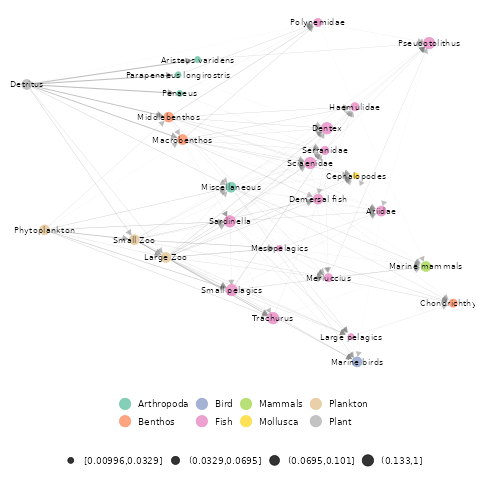 Polynemidae
Pseudotolithus
Aristeus varidens
Parapenaeus longirostris
Detritus
Penaeus
Haemulidae
Middlebenthos
Dentex
Macrobenthos
Serranidae
Sciaenidae
Cephalopodes
Miscellaneous
Demersal fish
Ariidae
Sardinella
Phytoplankton
Small Zoo
Mesopelagics
Large Zoo
Marine mammals
Merluccius
Small pelagics
Chondrichthy
Trachurus
Large pelagics
Marine birds
Arthropoda Bird Mammals Plankton
Benthos Fish Mollusca Plant
[0.00996,0.0329] (0.0329,0.0695] (0.0695,0.101] (0.133,1]